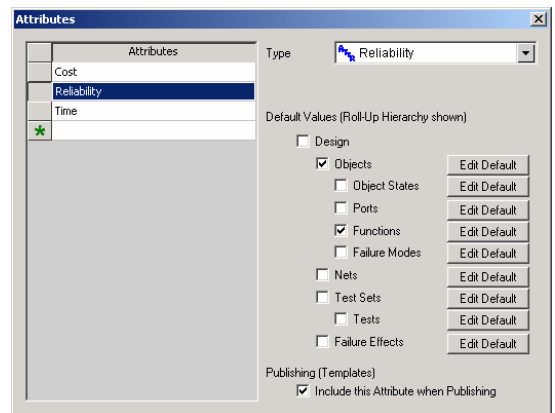 Attributes
Attributes
Cost
Reliability
Time
Type
ATTR Reliability
Default Values (Roll-Up Hierarchy shown)
Design
Objects Edit Default
Object States Edit Default
Ports Edit Default
Functions Edit Default
Failure Modes Edit Default
Nets Edit Default
Test Sets Edit Default
Tests Edit Default
Failure Effects Edit Default
Publishing (Templates)
Include this Attribute when Publishing